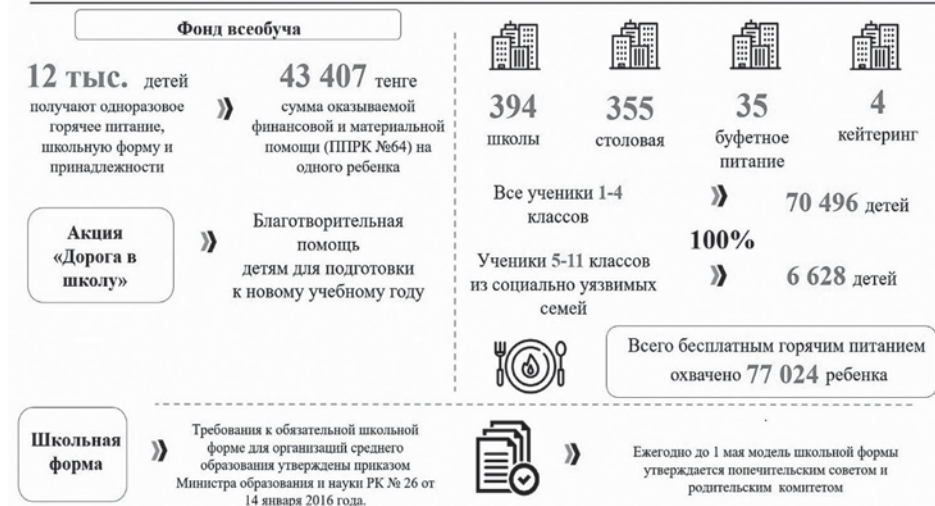 Фонд всеобуча
12 тыс. детей
получают одноразовое
горячее питание,
школьную форму и
принадлежности
43 407 тенге
сумма оказываемой
финансовой и материальной
помощи (ППРК №64) на
одного ребенка
Акция
«Дорога в
школу»
Благотворительная
помощь
детям для подготовки
к новому учебному году
394
школы
355
столовая
35
буфетное
питание
4
кейтеринг
Все ученики 1-4
классов
70 496 детей
100%
Ученики 5-11 классов
из социально уязвимых
семей
6 628 детей
Всего бесплатным горячим питанием
охвачено 77 024 ребенка
Школьная
форма
Требования к обязательной школьной
форме для организаций среднего
образования утверждены приказом
Министра образования и науки РК № 26 от
14 января 2016 года.
Ежегодно до 1 мая модель школьной формы
утверждается попечительским советом и
родительским комитетом